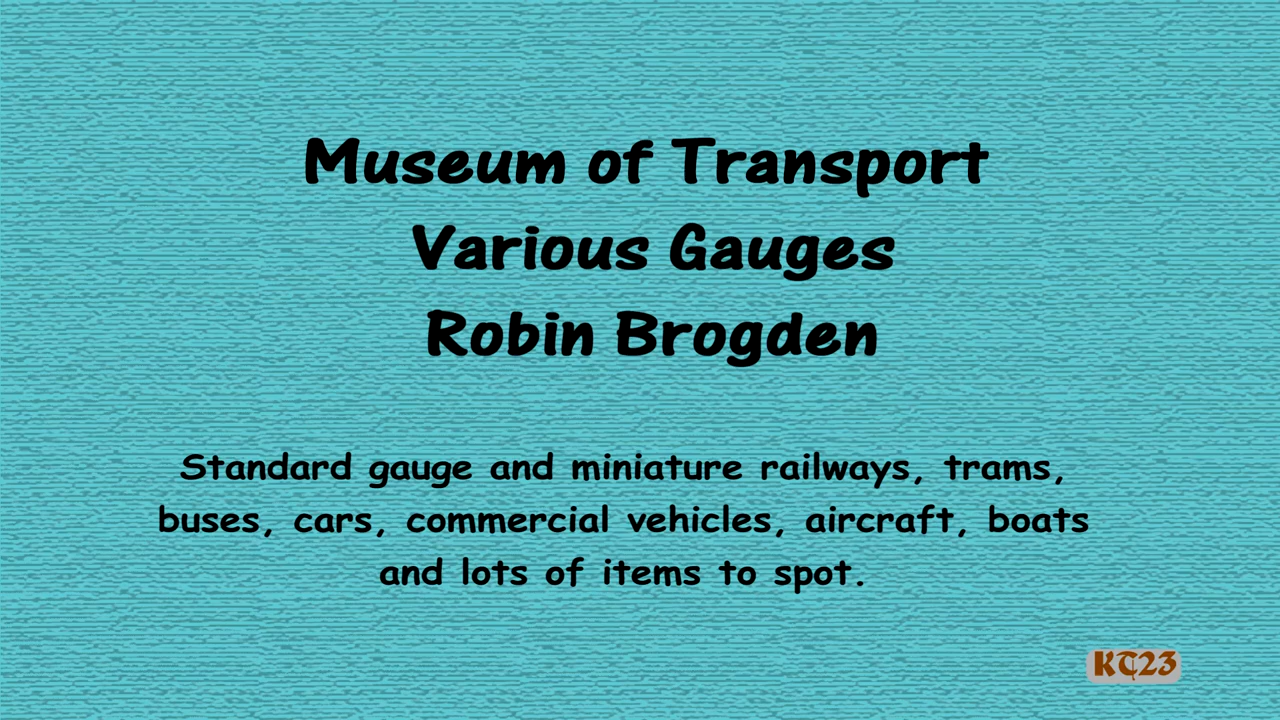 Museum of Transport
Various Gauges
Robin Brogden
Standard gauge and miniature railways, trams,
buses, cars, commercial vehicles, aircraft, boats
and lots of items to spot.
KT23